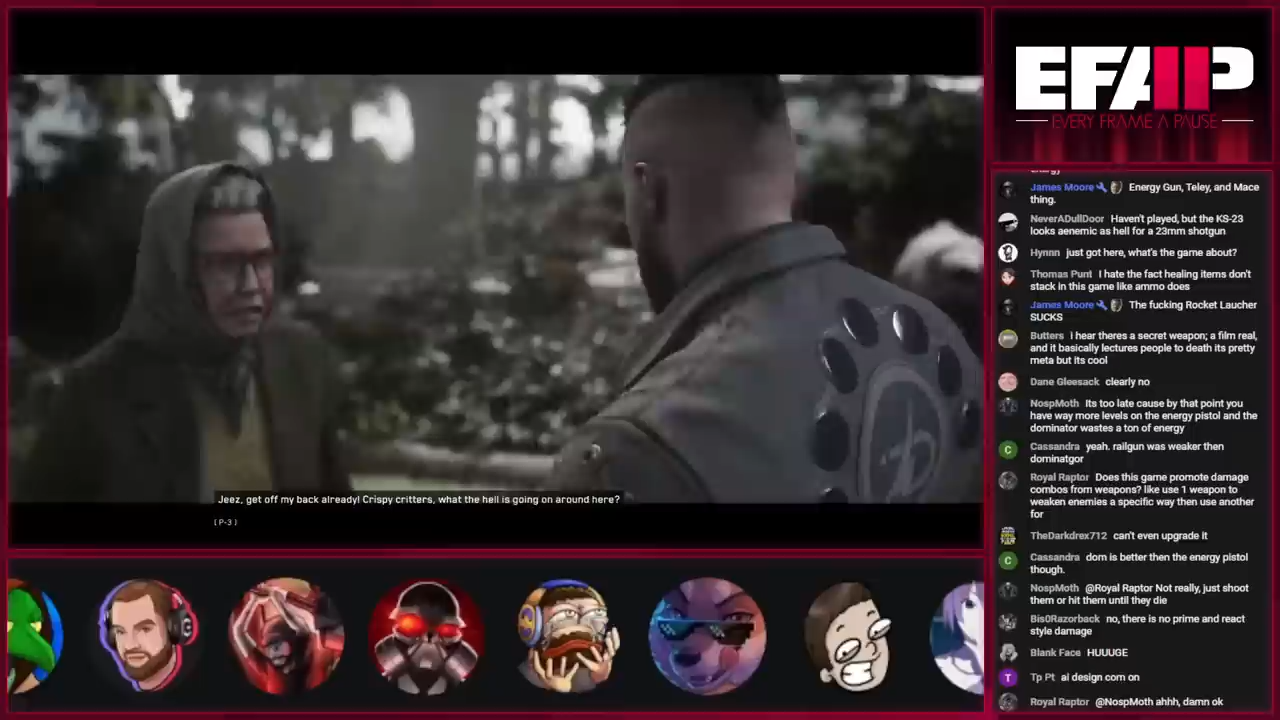 EFAP
EVERY FRAME A PAUSE
James Moore Energy Gun, Teley, and Mace
thing.
NeverADullDoor Haven't played, but the KS-23
looks aenemic as hell for a 23mm shotgun
Hynnn just got here, what's the game about?
Thomas Punt I hate the fact healing items don't
stack in this game like ammo does
James Moore The fucking Rocket Laucher
SUCKS
Butters i hear theres a secret weapon; a film real,
and it basically lectures people to death its pretty
meta but its cool
Dane Gleesack clearly no
NospMoth Its too late cause by that point you
have way more levels on the energy pistol and the
dominator wastes a ton of energy
Cassandra yeah. railgun was weaker then
dominatgor
Royal Raptor Does this game promote damage
combos from weapons? like use 1 weapon to
weaken enemies a specific way then use another
for
TheDarkdrex712 can't even upgrade it
Cassandra dom is better then the energy pistol
though.
NospMoth @Royal Raptor Not really, just shoot
them or hit them until they die
Bis0Razorback no, there is no prime and react
style damage
Blank Face HUUUGE
Tp Pt ai design com on
Royal Raptor @NospMoth ahhh, damn ok
Jeez, get off my back already! Crispy critters, what the hell is going on around here?
[ P-3 ]
C
C
T